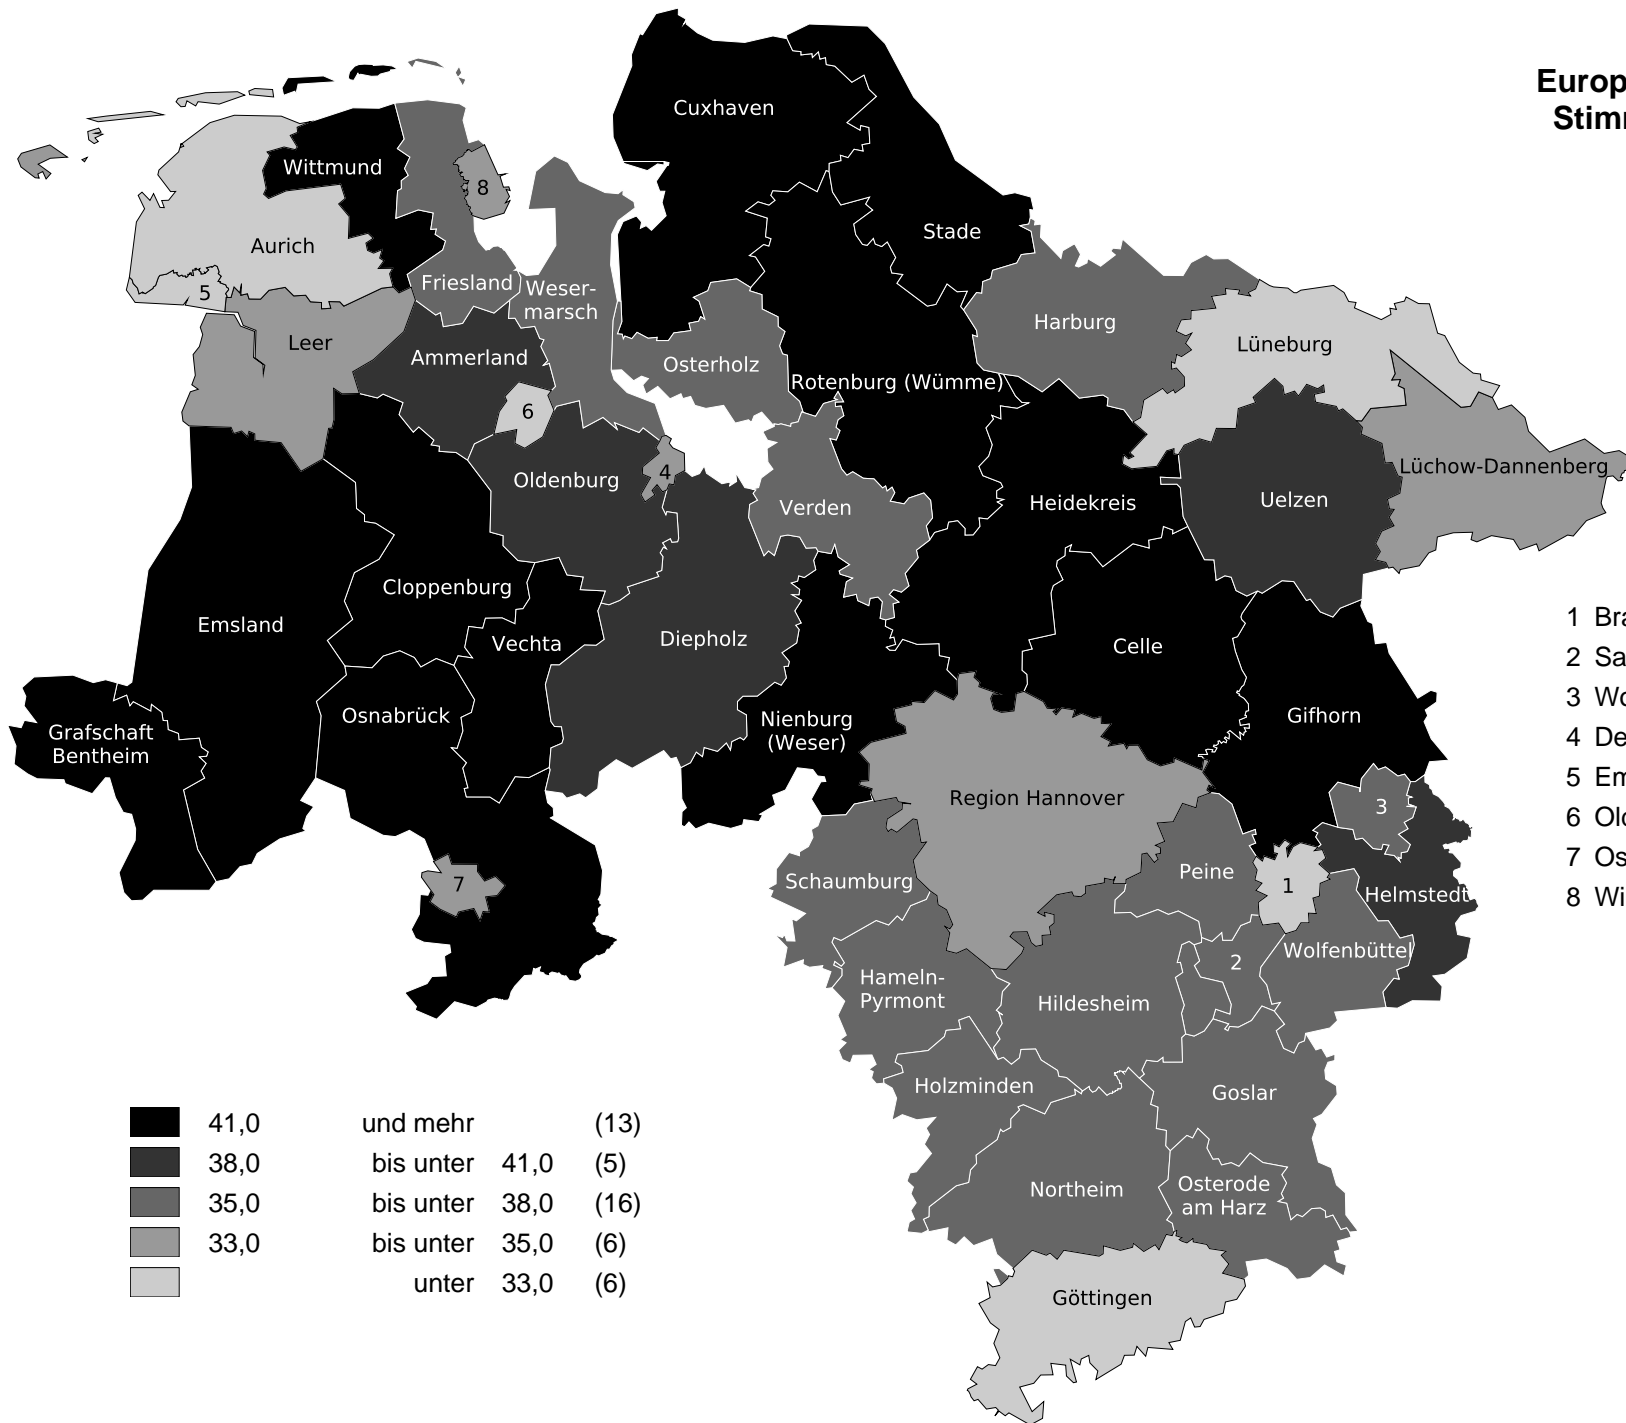 Europ
Stimm
Cuxhaven
Wittmund
8
Stade
Aurich
Friesland
5
Weser-
marsch
Harburg
Leer
Lüneburg
Ammerland
Osterholz
Rotenburg (Wümme)
6
Lüchow-Dannenberg
4
Oldenburg
Uelzen
Heidekreis
Verden
Cloppenburg
1 Bra
Emsland
Diepholz
Vechta
Celle
2 Sa
3 Wo
Osnabrück
Gifhorn
Nienburg
(Weser)
Grafschaft
Bentheim
4 De
5 Em
Region Hannover
3
6 Old
7 Os
Peine
Schaumburg
7
1
Helmstedt
8 Wi
Wolfenbüttel
2
Hameln-
Pyrmont
Hildesheim
Holzminden
Goslar
41,0 und mehr (13)
38,0 bis unter 41,0 (5)
35,0 bis unter 38,0 (16)
33,0 bis unter 35,0 (6)
unter 33,0 (6)
Northeim
Osterode
am Harz
Göttingen